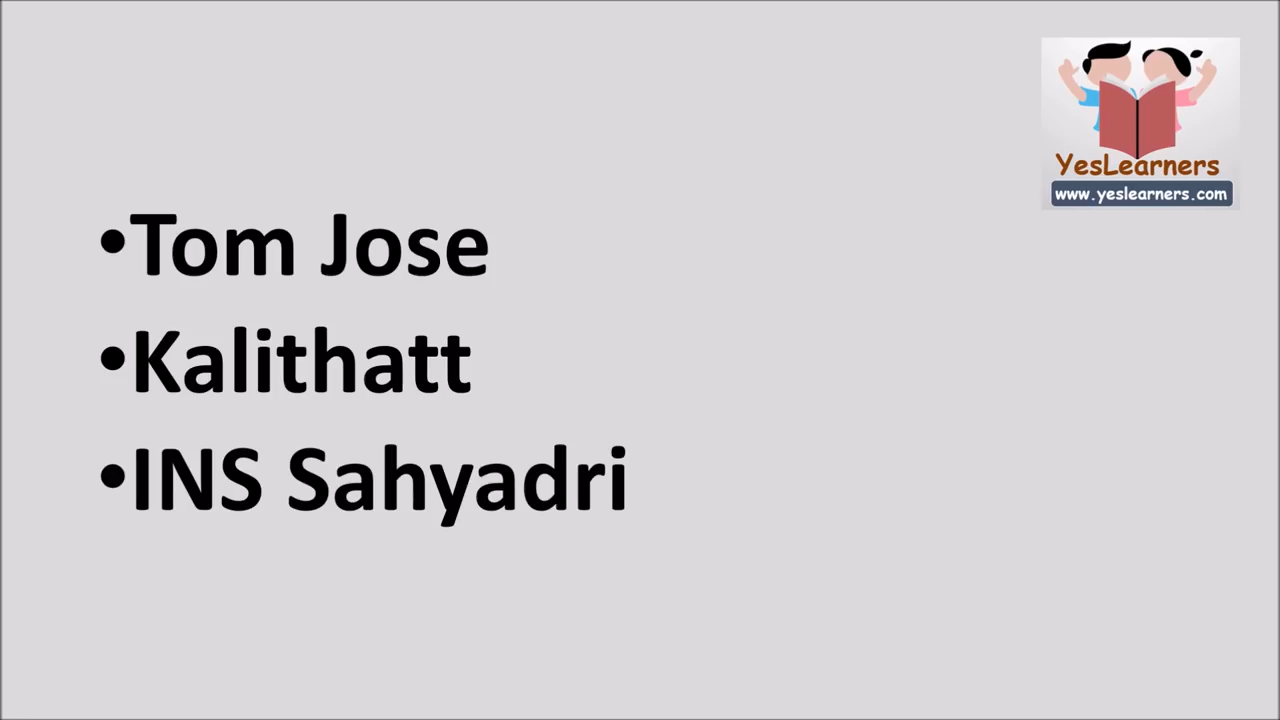 YesLearners
www.yeslearners.com
•Tom Jose
•Kalithatt
•INS Sahyadri